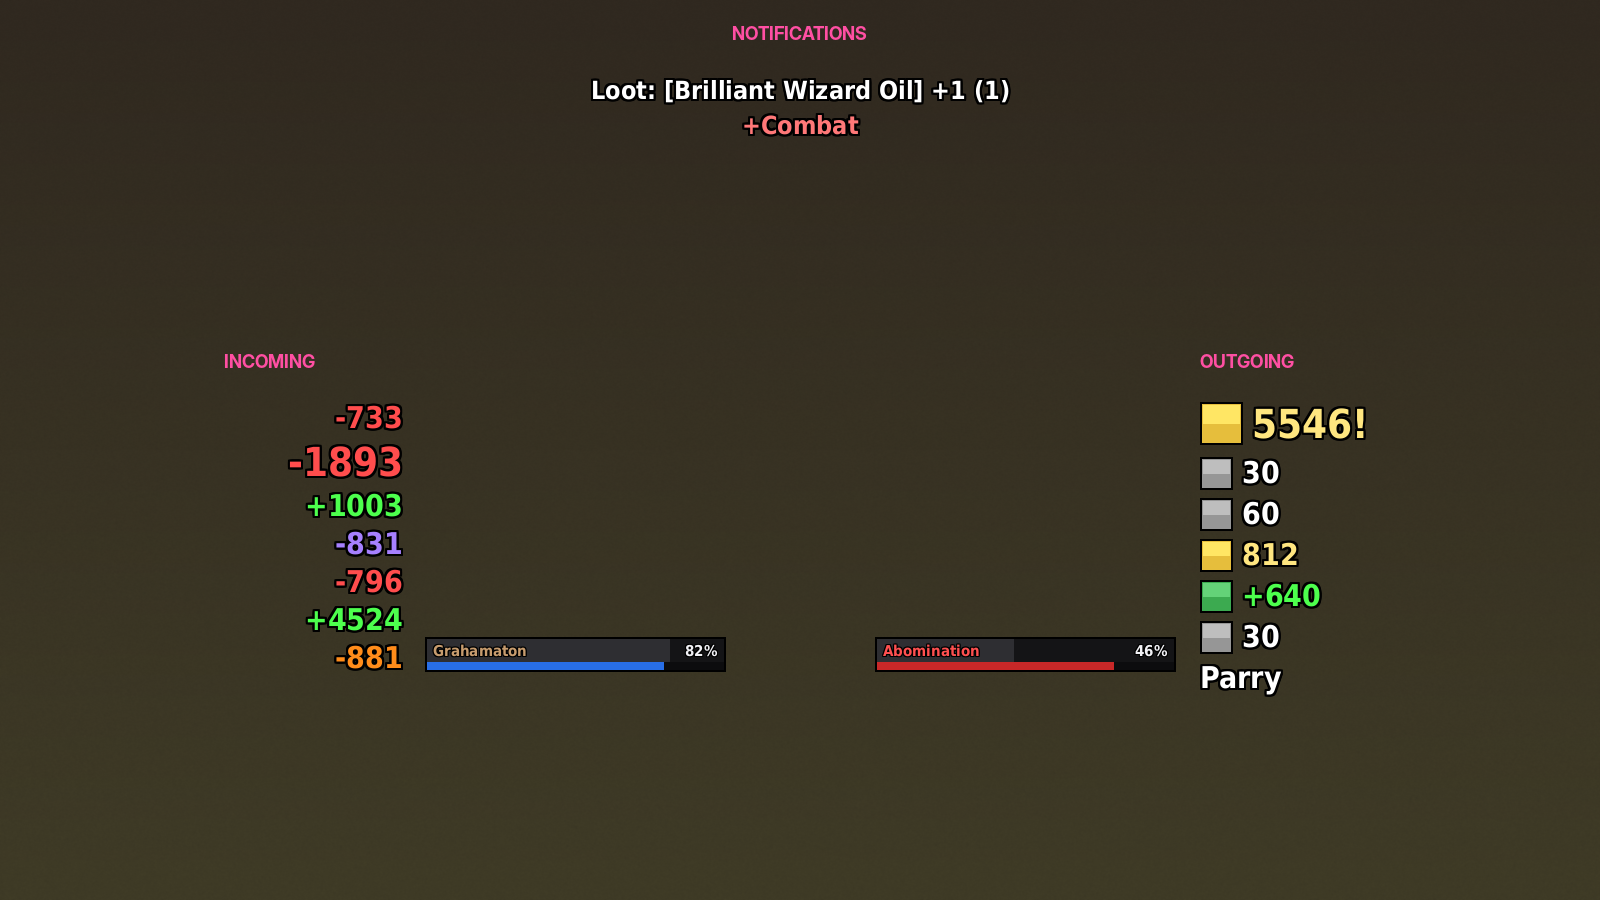 NOTIFICATIONS
Loot: [Brilliant Wizard Oil] +1 (1)
+Combat
INCOMING
-733
-1893
+1003
-831
-796
+4524
-881
Grahamaton 82%
Abomination 46%
OUTGOING
5546!
30
60
812
+640
30
Parry